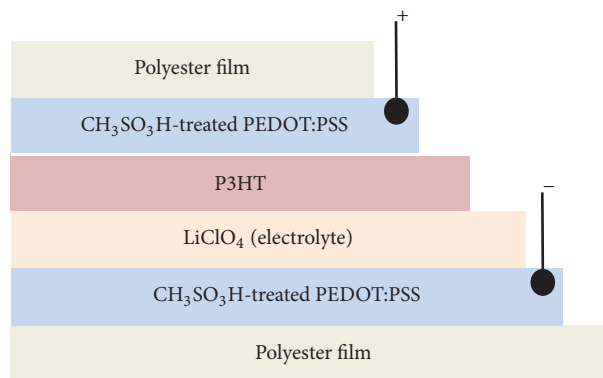 +
Polyester film
CH₃SO₃H-treated PEDOT:PSS
P3HT
−
LiClO₄ (electrolyte)
CH₃SO₃H-treated PEDOT:PSS
Polyester film